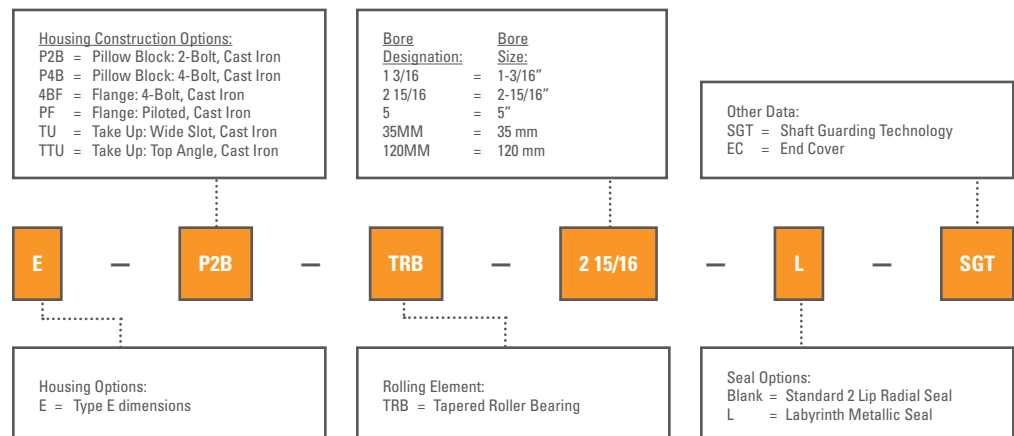 Housing Construction Options:
P2B = Pillow Block: 2-Bolt, Cast Iron
P4B = Pillow Block: 4-Bolt, Cast Iron
4BF = Flange: 4-Bolt, Cast Iron
PF = Flange: Piloted, Cast Iron
TU = Take Up: Wide Slot, Cast Iron
TTU = Take Up: Top Angle, Cast Iron
Bore Bore
Designation: Size:
1 3/16 = 1-3/16”
2 15/16 = 2-15/16”
5 = 5”
35MM = 35 mm
120MM = 120 mm
Other Data:
SGT = Shaft Guarding Technology
EC = End Cover
E – P2B – TRB – 2 15/16 – L – SGT
Housing Options:
E = Type E dimensions
Rolling Element:
TRB = Tapered Roller Bearing
Seal Options:
Blank = Standard 2 Lip Radial Seal
L = Labyrinth Metallic Seal